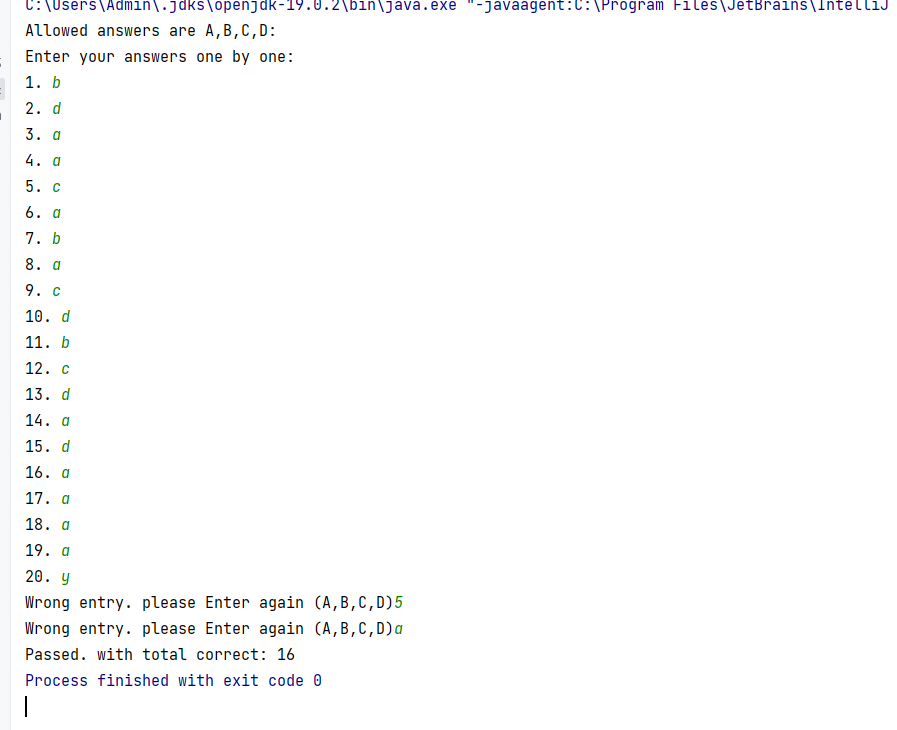 C:\Users\Admin\.jdks\openjdk-19.0.2\bin\java.exe "-javaagent:C:\Program Files\JetBrains\IntelliJ
Allowed answers are A,B,C,D:
Enter your answers one by one:
1. b
2. d
3. a
4. a
5. c
6. a
7. b
8. a
9. c
10. d
11. b
12. c
13. d
14. a
15. d
16. a
17. a
18. a
19. a
20. y
Wrong entry. please Enter again (A,B,C,D)5
Wrong entry. please Enter again (A,B,C,D)a
Passed. with total correct: 16
Process finished with exit code 0